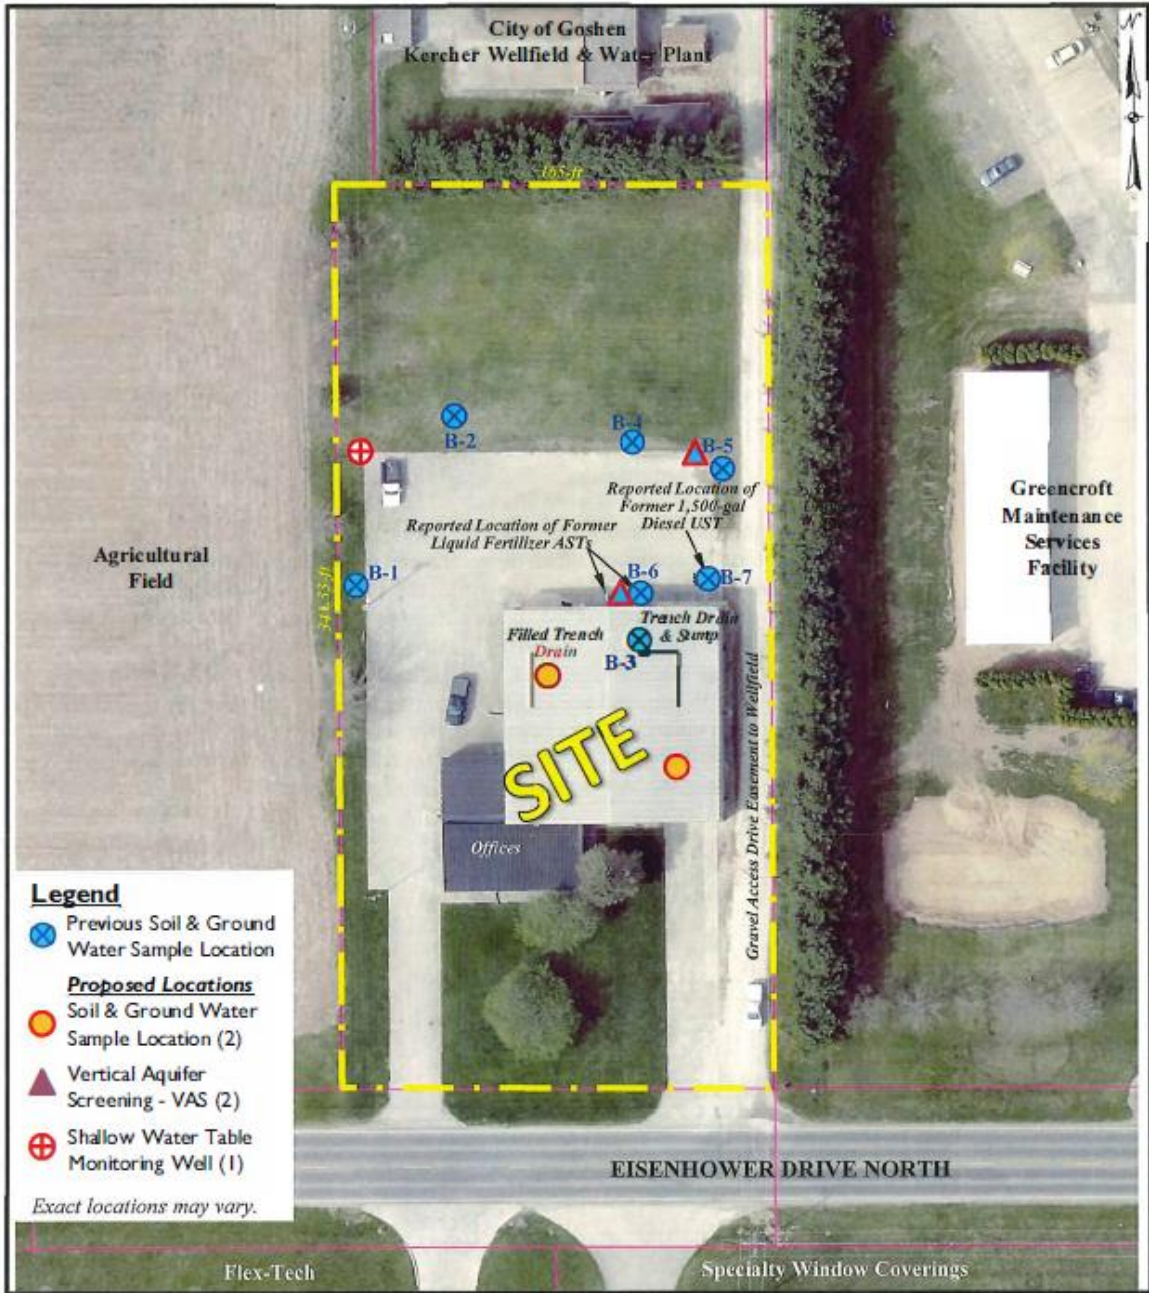 City of Goshen
Kercher Wellfield & Water Plant
N
165-ft
B-2
B-4
B-5
Reported Location of
Former 1,500-gal
Diesel UST
Reported Location of Former
Liquid Fertilizer ASTs
Greencroft
Maintenance
Services
Facility
Agricultural
Field
B-1
B-6
B-7
341.53-ft
Filled Trench
Drain
Trench Drain
& Sump
B-3
SITE
Gravel Access Drive Easement to Wellfield
Offices
Legend
Previous Soil & Ground
Water Sample Location
Proposed Locations
Soil & Ground Water
Sample Location (2)
Vertical Aquifer
Screening - VAS (2)
Shallow Water Table
Monitoring Well (1)
Exact locations may vary.
EISENHOWER DRIVE NORTH
Flex-Tech
Specialty Window Coverings